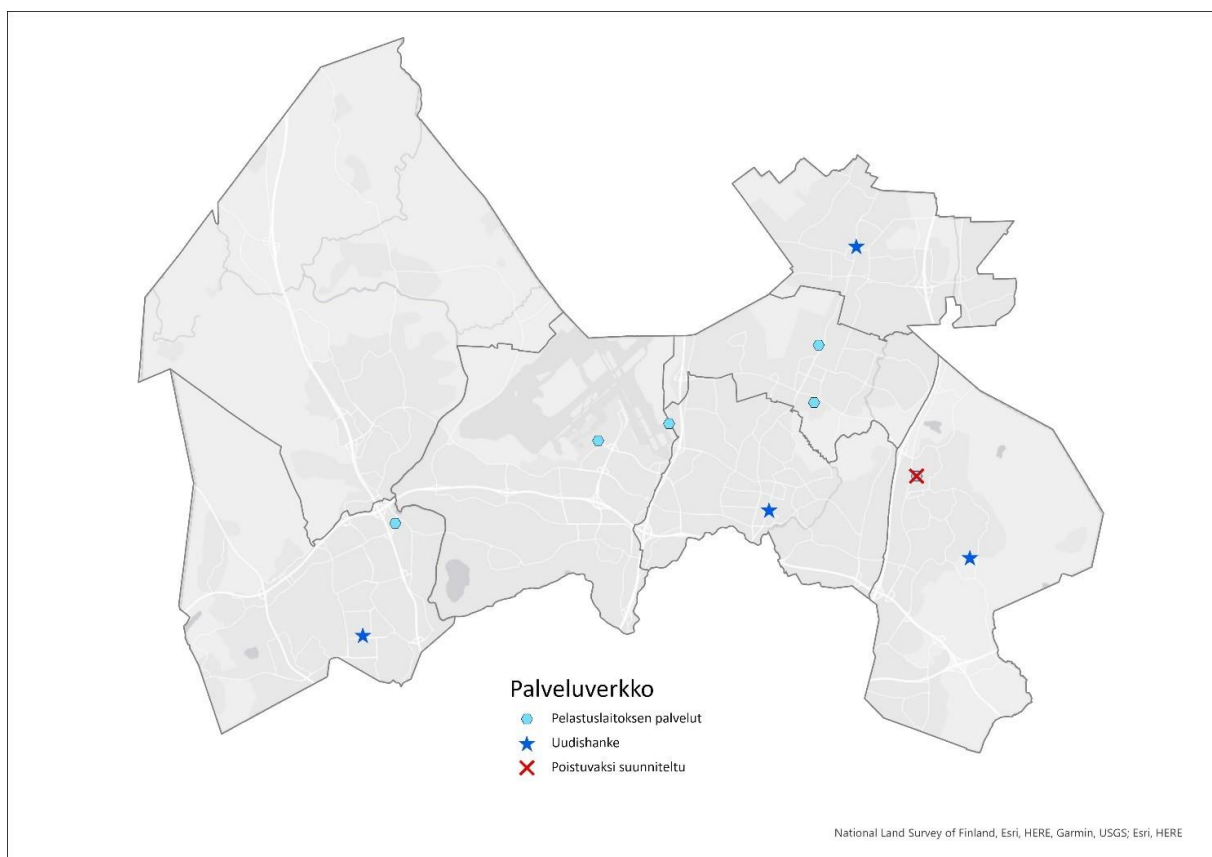 Palveluverkko
Pelastuslaitoksen palvelut
Uudishanke
Poistuvaksi suunniteltu
National Land Survey of Finland, Esri, HERE, Garmin, USGS; Esri, HERE